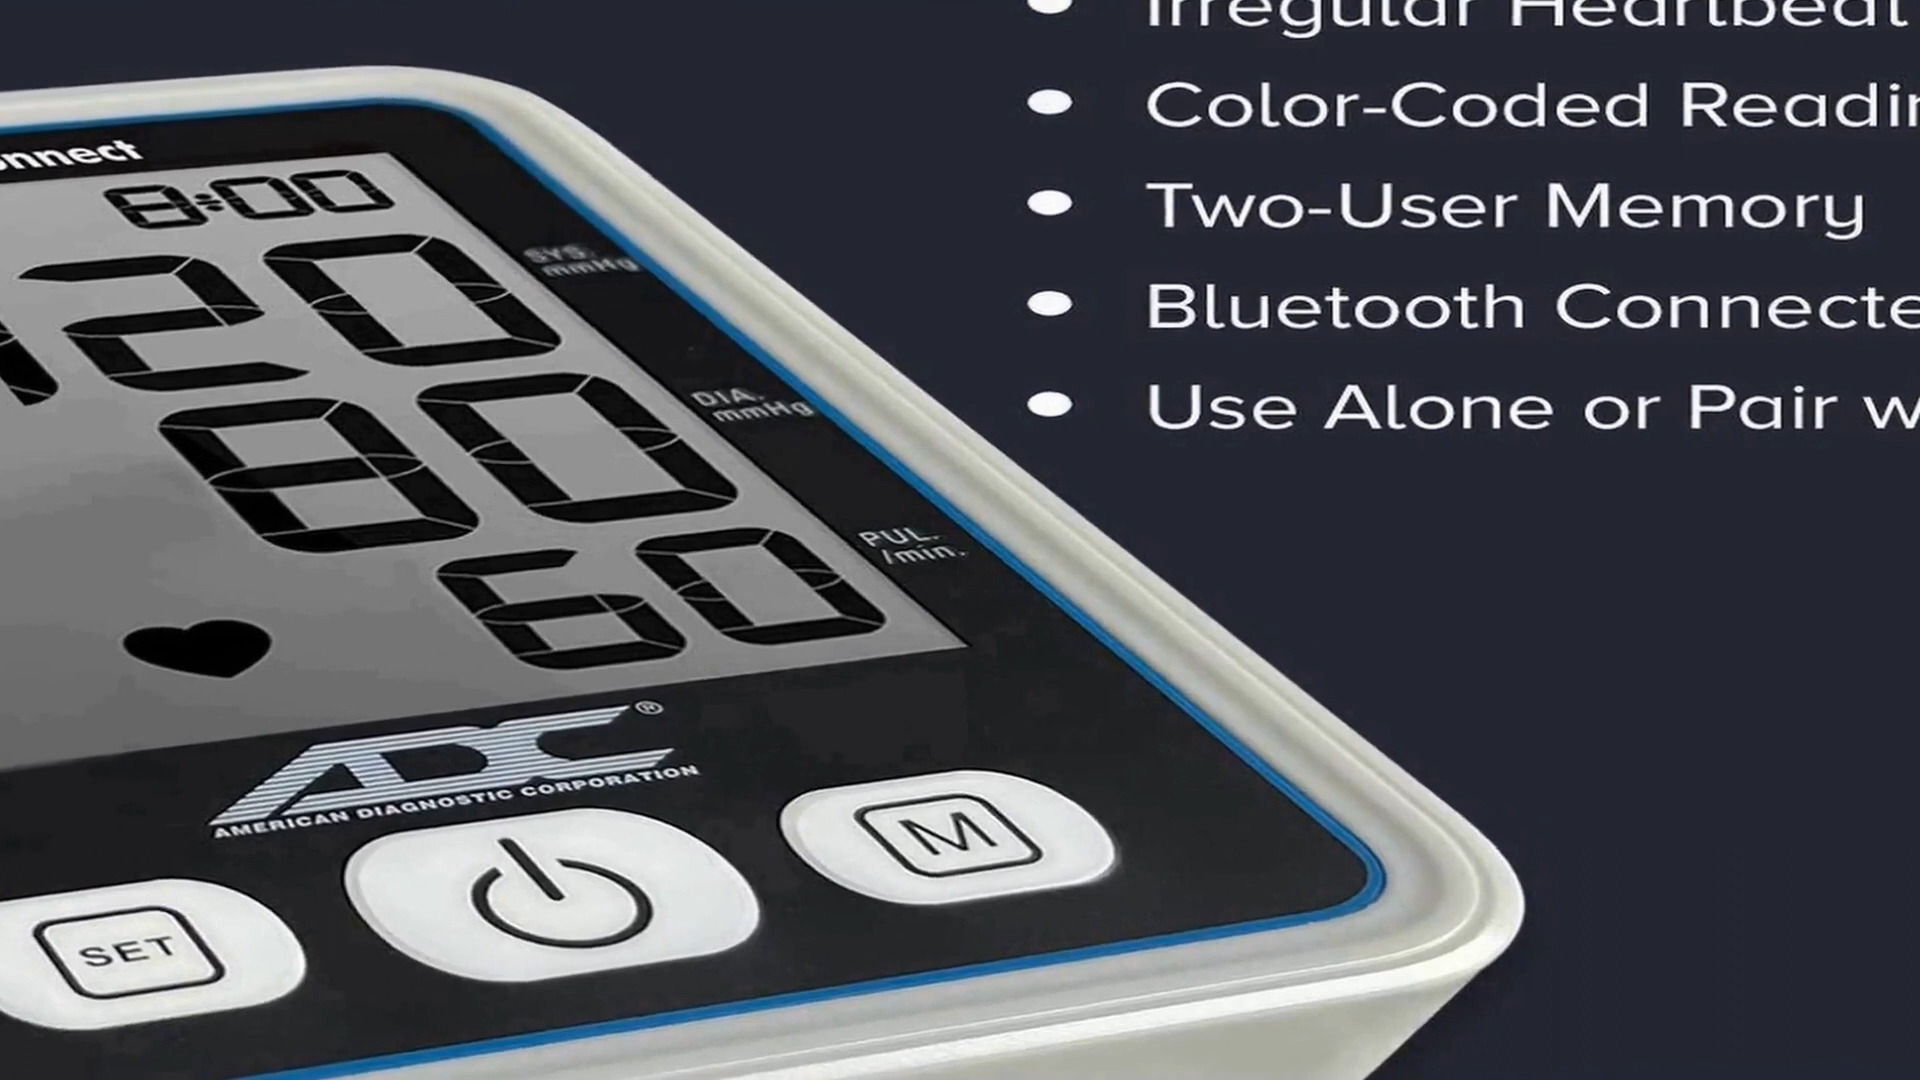 Irregular Heartbeat
Color-Coded Readin
Two-User Memory
Bluetooth Connecte
Use Alone or Pair w
onnect
8:00
SYS.
mmHg
120
DIA.
mmHg
80
PUL.
/min.
60
ADC®
AMERICAN DIAGNOSTIC CORPORATION
SET
M